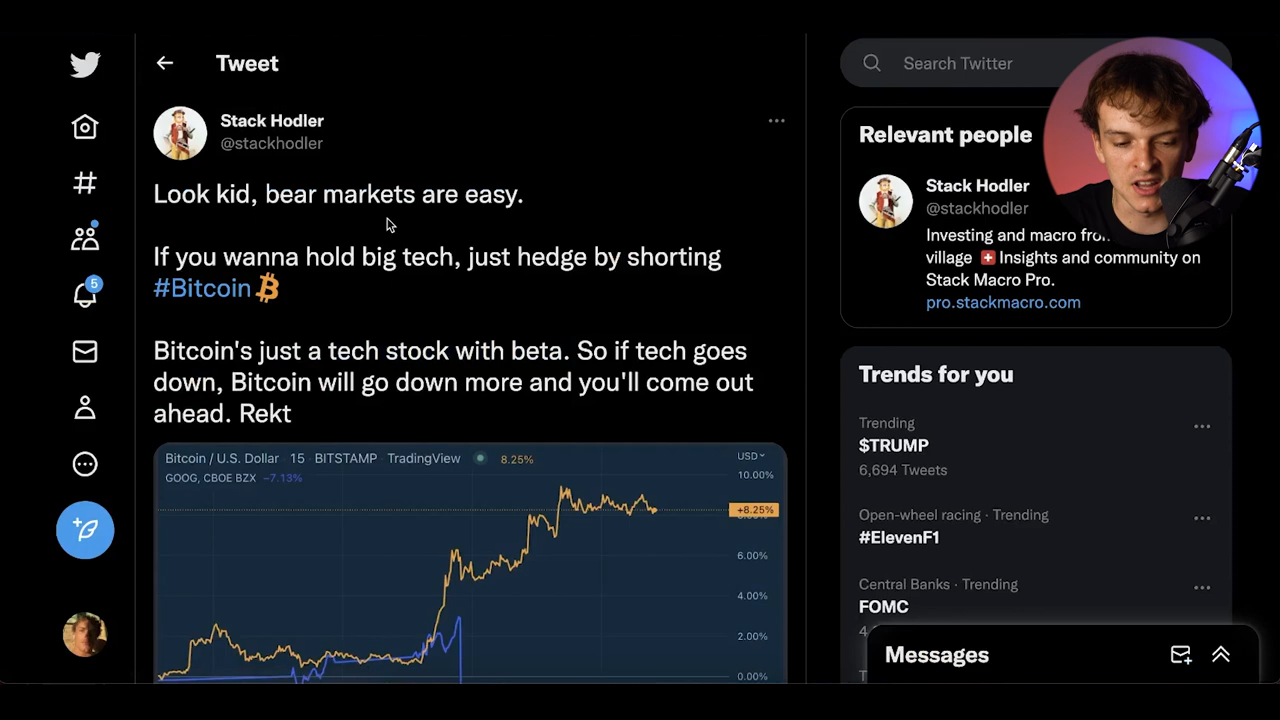 Tweet
Stack Hodler
@stackhodler
Look kid, bear markets are easy.
If you wanna hold big tech, just hedge by shorting
#Bitcoin
Bitcoin's just a tech stock with beta. So if tech goes
down, Bitcoin will go down more and you'll come out
ahead. Rekt
Bitcoin / U.S. Dollar · 15 · BITSTAMP · TradingView 8.25%
GOOG, CBOE BZX -7.13%
USD
10.00%
+8.25%
6.00%
4.00%
2.00%
0.00%
5
Search Twitter
Relevant people
Stack Hodler
@stackhodler
Investing and macro
village Insights and community on
Stack Macro Pro.
pro.stackmacro.com
Trends for you
Trending
$TRUMP
6,694 Tweets
Open-wheel racing · Trending
#ElevenF1
Central Banks · Trending
FOMC
Messages